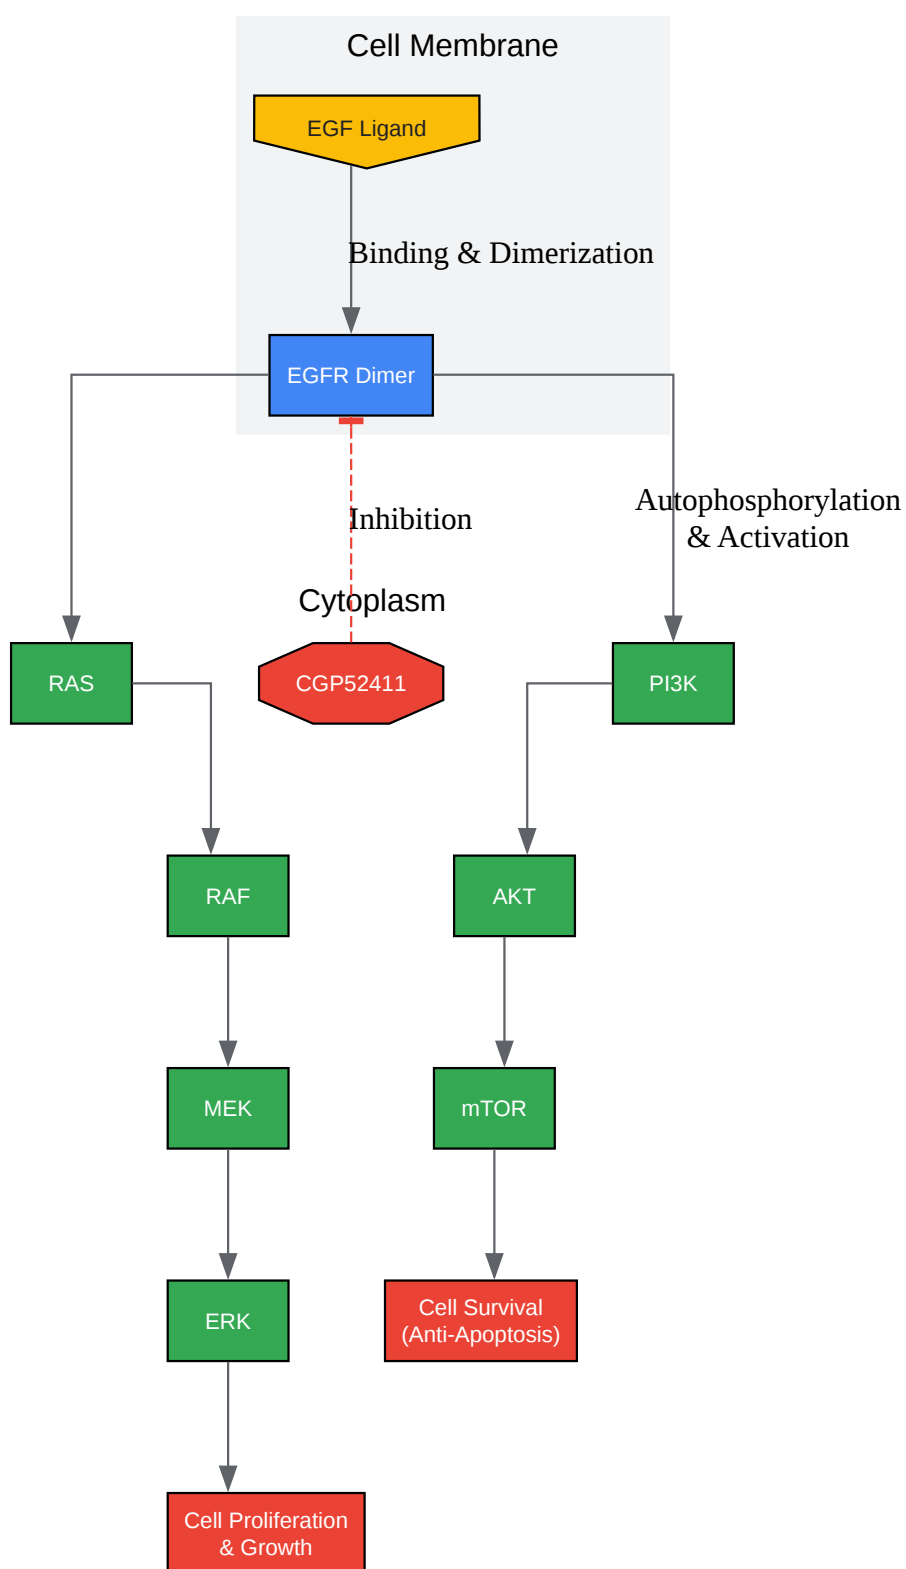 Cell Membrane
EGF Ligand
Binding & Dimerization
EGFR Dimer
Autophosphorylation
& Activation
Inhibition
Cytoplasm
RAS
CGP52411
PI3K
RAF
AKT
MEK
mTOR
ERK
Cell Survival
(Anti-Apoptosis)
Cell Proliferation
& Growth